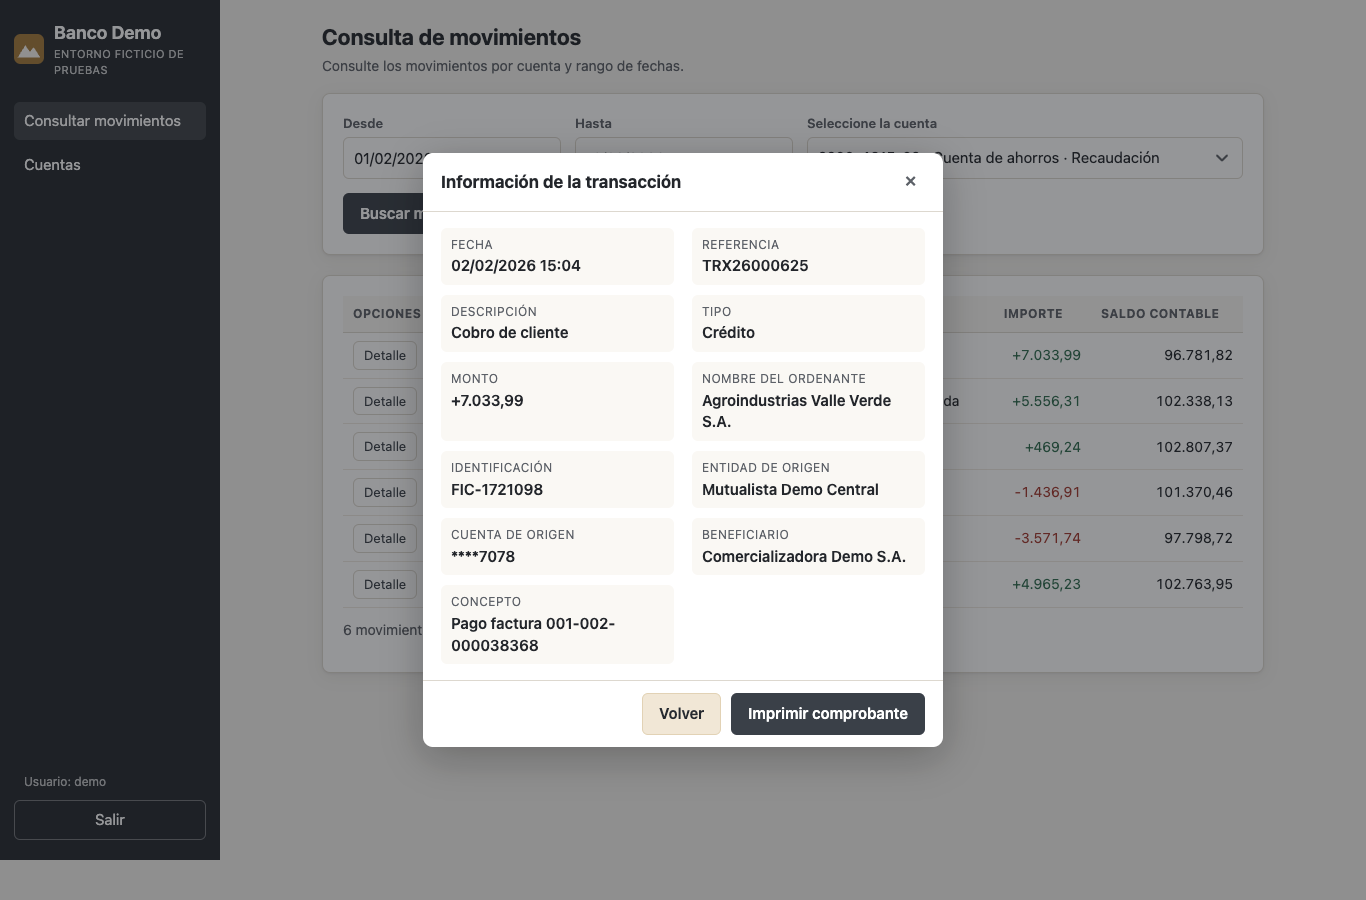 Banco Demo
ENTORNO FICTICIO DE
PRUEBAS
Consultar movimientos
Cuentas
Usuario: demo
Salir
Consulta de movimientos
Consulte los movimientos por cuenta y rango de fechas.
Desde
Hasta
Seleccione la cuenta
Cuenta de ahorros · Recaudación
Buscar
OPCIONES
IMPORTE
SALDO CONTABLE
Detalle
+7.033,99
96.781,82
Detalle
+5.556,31
102.338,13
Detalle
+469,24
102.807,37
Detalle
-1.436,91
101.370,46
Detalle
-3.571,74
97.798,72
Detalle
+4.965,23
102.763,95
Información de la transacción
×
FECHA
02/02/2026 15:04
REFERENCIA
TRX26000625
DESCRIPCIÓN
Cobro de cliente
TIPO
Crédito
MONTO
+7.033,99
NOMBRE DEL ORDENANTE
Agroindustrias Valle Verde
S.A.
IDENTIFICACIÓN
FIC-1721098
ENTIDAD DE ORIGEN
Mutualista Demo Central
CUENTA DE ORIGEN
****7078
BENEFICIARIO
Comercializadora Demo S.A.
CONCEPTO
Pago factura 001-002-
000038368
Volver
Imprimir comprobante